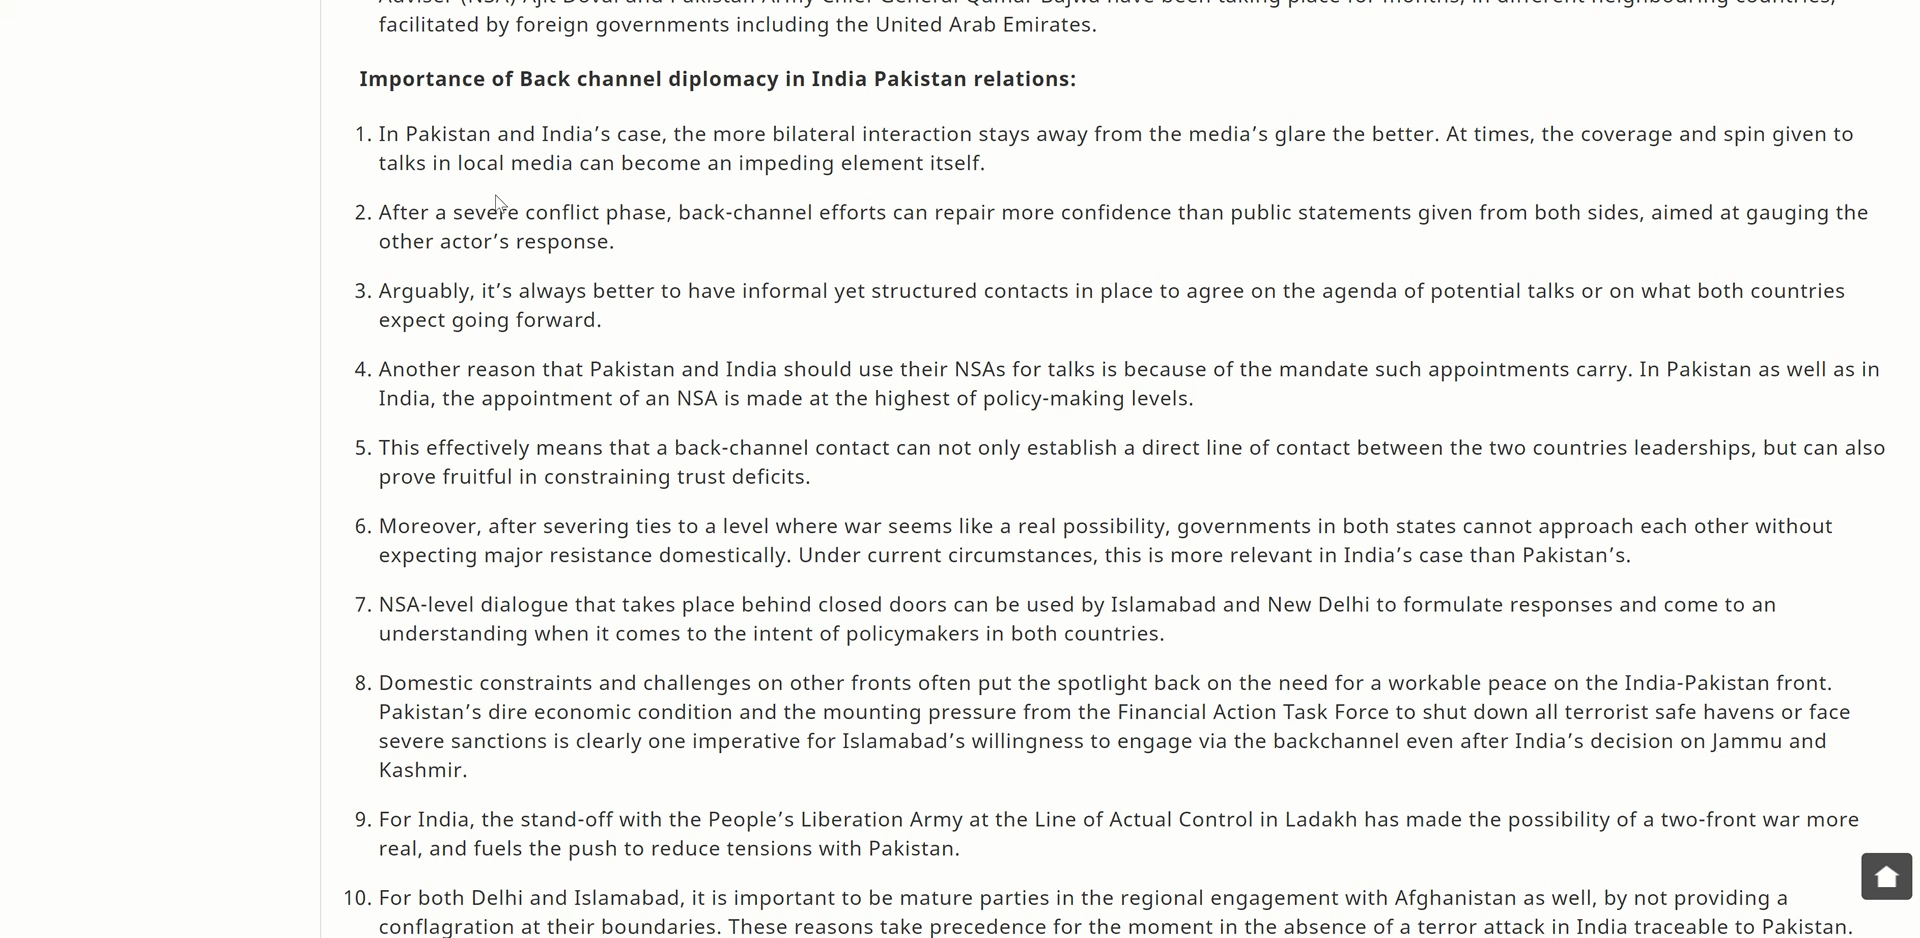 facilitated by foreign governments including the United Arab Emirates.
Importance of Back channel diplomacy in India Pakistan relations:
1. In Pakistan and India’s case, the more bilateral interaction stays away from the media’s glare the better. At times, the coverage and spin given to
talks in local media can become an impeding element itself.
2. After a severe conflict phase, back-channel efforts can repair more confidence than public statements given from both sides, aimed at gauging the
other actor’s response.
3. Arguably, it’s always better to have informal yet structured contacts in place to agree on the agenda of potential talks or on what both countries
expect going forward.
4. Another reason that Pakistan and India should use their NSAs for talks is because of the mandate such appointments carry. In Pakistan as well as in
India, the appointment of an NSA is made at the highest of policy-making levels.
5. This effectively means that a back-channel contact can not only establish a direct line of contact between the two countries leaderships, but can also
prove fruitful in constraining trust deficits.
6. Moreover, after severing ties to a level where war seems like a real possibility, governments in both states cannot approach each other without
expecting major resistance domestically. Under current circumstances, this is more relevant in India’s case than Pakistan’s.
7. NSA-level dialogue that takes place behind closed doors can be used by Islamabad and New Delhi to formulate responses and come to an
understanding when it comes to the intent of policymakers in both countries.
8. Domestic constraints and challenges on other fronts often put the spotlight back on the need for a workable peace on the India-Pakistan front.
Pakistan’s dire economic condition and the mounting pressure from the Financial Action Task Force to shut down all terrorist safe havens or face
severe sanctions is clearly one imperative for Islamabad’s willingness to engage via the backchannel even after India’s decision on Jammu and
Kashmir.
9. For India, the stand-off with the People’s Liberation Army at the Line of Actual Control in Ladakh has made the possibility of a two-front war more
real, and fuels the push to reduce tensions with Pakistan.
10. For both Delhi and Islamabad, it is important to be mature parties in the regional engagement with Afghanistan as well, by not providing a
conflagration at their boundaries. These reasons take precedence for the moment in the absence of a terror attack in India traceable to Pakistan.